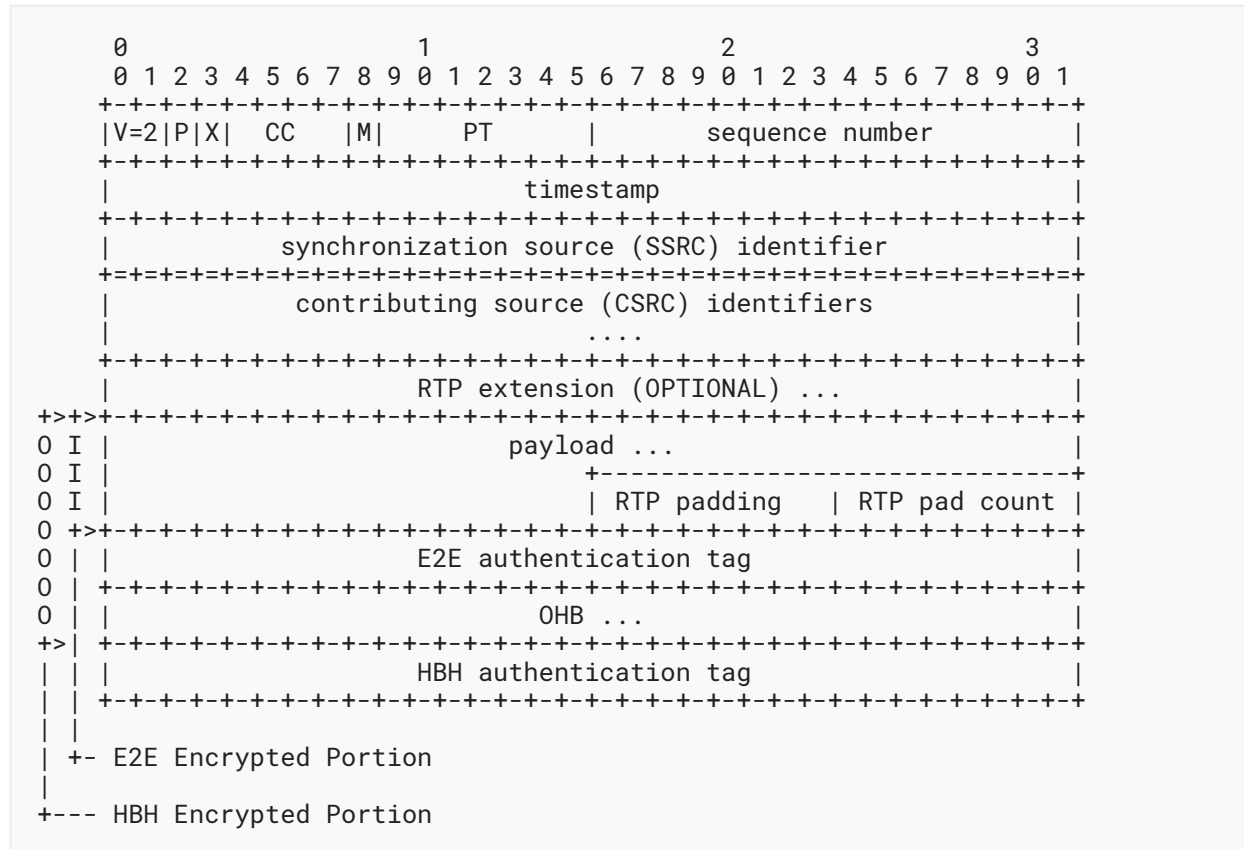 0                   1                   2                   3
     0 1 2 3 4 5 6 7 8 9 0 1 2 3 4 5 6 7 8 9 0 1 2 3 4 5 6 7 8 9 0 1
    +-+-+-+-+-+-+-+-+-+-+-+-+-+-+-+-+-+-+-+-+-+-+-+-+-+-+-+-+-+-+-+-+
    |V=2|P|X|  CC   |M|     PT      |       sequence number         |
    +-+-+-+-+-+-+-+-+-+-+-+-+-+-+-+-+-+-+-+-+-+-+-+-+-+-+-+-+-+-+-+-+
    |                           timestamp                           |
    +-+-+-+-+-+-+-+-+-+-+-+-+-+-+-+-+-+-+-+-+-+-+-+-+-+-+-+-+-+-+-+-+
    |           synchronization source (SSRC) identifier            |
    +=+=+=+=+=+=+=+=+=+=+=+=+=+=+=+=+=+=+=+=+=+=+=+=+=+=+=+=+=+=+=+=+
    |            contributing source (CSRC) identifiers             |
    |                               ....                            |
    +-+-+-+-+-+-+-+-+-+-+-+-+-+-+-+-+-+-+-+-+-+-+-+-+-+-+-+-+-+-+-+-+
    |                    RTP extension (OPTIONAL) ...               |
+>+>+-+-+-+-+-+-+-+-+-+-+-+-+-+-+-+-+-+-+-+-+-+-+-+-+-+-+-+-+-+-+-+-+
O I |                          payload ...                          |
O I |                               +-------------------------------+
O I |                               | RTP padding   | RTP pad count |
O +>+-+-+-+-+-+-+-+-+-+-+-+-+-+-+-+-+-+-+-+-+-+-+-+-+-+-+-+-+-+-+-+-+
O | |                    E2E authentication tag                     |
O | +-+-+-+-+-+-+-+-+-+-+-+-+-+-+-+-+-+-+-+-+-+-+-+-+-+-+-+-+-+-+-+-+
O | |                            OHB ...                            |
+>| +-+-+-+-+-+-+-+-+-+-+-+-+-+-+-+-+-+-+-+-+-+-+-+-+-+-+-+-+-+-+-+-+
| | |                    HBH authentication tag                     |
| | +-+-+-+-+-+-+-+-+-+-+-+-+-+-+-+-+-+-+-+-+-+-+-+-+-+-+-+-+-+-+-+-+
| |
| +- E2E Encrypted Portion
|
+--- HBH Encrypted Portion